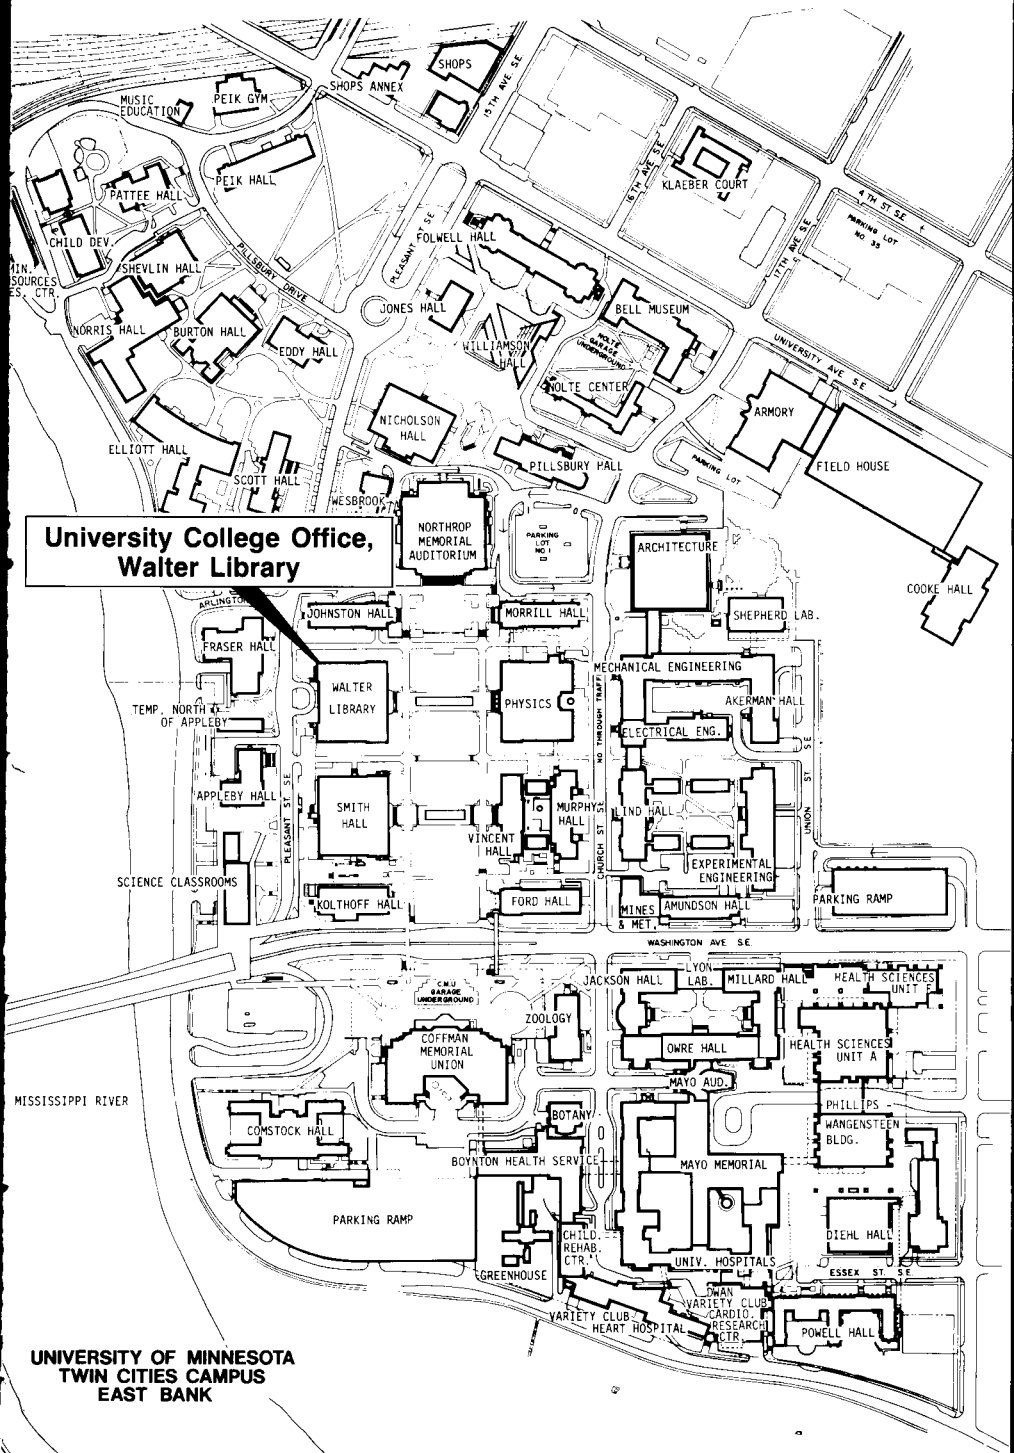 SHOPS
SHOPS ANNEX
15TH AVE. S.E.
MUSIC
EDUCATION
PEIK GYM
PEIK HALL
16TH AVE S.E.
KLAEBER COURT
4 TH ST S.E
PATTEE HALL
PARKING LOT
NO. 35
17TH AVE S.E
CHILD DEV.
FOLWELL HALL
PLEASANT ST SE
PILLSBURY DRIVE
SHEVLIN HALL
JONES HALL
BELL MUSEUM
NORRIS HALL
BURTON HALL
EDDY HALL
WILLIAMSON
HALL
NOLTE
GARAGE
UNDERGROUND
UNIVERSITY AVE S.E.
NOLTE CENTER
ARMORY
NICHOLSON
HALL
ELLIOTT HALL
SCOTT HALL
WESBROOK
PILLSBURY HALL
PARKING LOT
FIELD HOUSE
NORTHROP
MEMORIAL
AUDITORIUM
PARKING
LOT
NO 1
ARCHITECTURE
University College Office,
Walter Library
COOKE HALL
ARLINGTON
JOHNSTON HALL
MORRILL HALL
SHEPHERD LAB.
FRASER HALL
WALTER
LIBRARY
PHYSICS
MECHANICAL ENGINEERING
AKERMAN HALL
TEMP. NORTH
OF APPLEBY
NO THROUGH TRAFFIC
ELECTRICAL ENG.
APPLEBY HALL
PLEASANT ST SE
SMITH
HALL
VINCENT
HALL
MURPHY
HALL
CHURCH ST S.E.
LIND HALL
UNION ST SE
EXPERIMENTAL
ENGINEERING
SCIENCE CLASSROOMS
KOLTHOFF HALL
FORD HALL
MINES
& MET.
AMUNDSON HALL
PARKING RAMP
WASHINGTON AVE S.E.
C.M.U
GARAGE
UNDERGROUND
JACKSON HALL
LYON
LAB.
MILLARD HALL
HEALTH SCIENCES
UNIT F
ZOOLOGY
COFFMAN
MEMORIAL
UNION
OWRE HALL
HEALTH SCIENCES
UNIT A
MAYO AUD.
MISSISSIPPI RIVER
COMSTOCK HALL
BOTANY
PHILLIPS
WANGENSTEEN
BLDG.
BOYNTON HEALTH SERVICE
MAYO MEMORIAL
PARKING RAMP
CHILD.
REHAB.
CTR.
DIEHL HALL
UNIV. HOSPITALS
GREENHOUSE
ESSEX ST. S.E.
VARIETY CLUB
HEART HOSPITAL
DWAN
VARIETY CLUB
CARDIO.
RESEARCH
CTR.
POWELL HALL
UNIVERSITY OF MINNESOTA
TWIN CITIES CAMPUS
EAST BANK